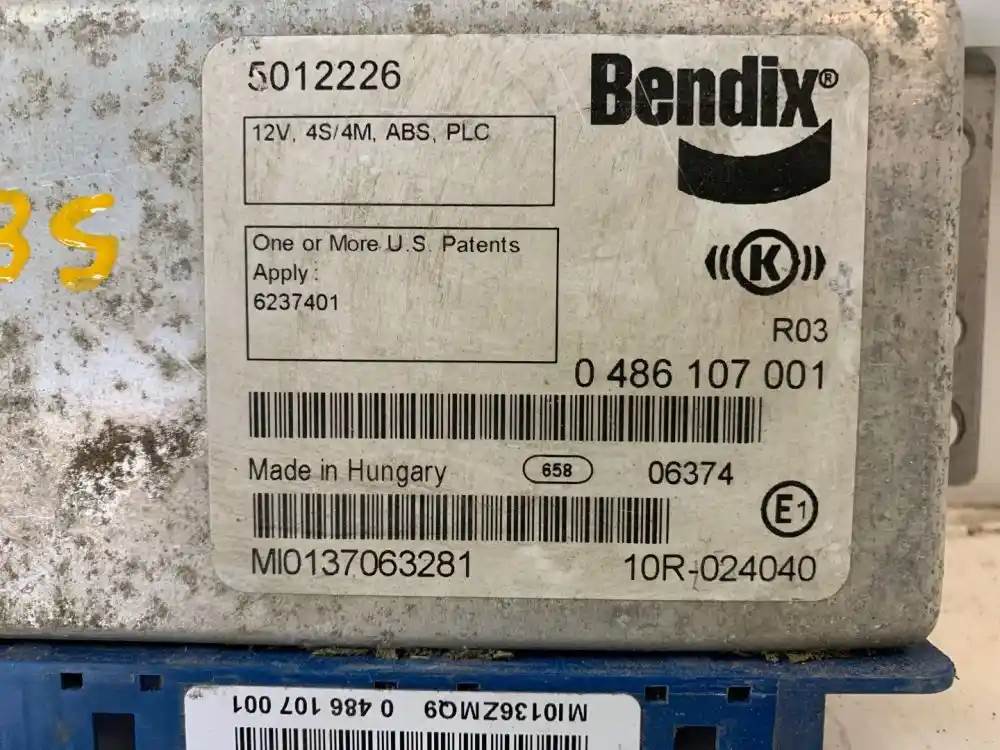 5012226
Bendix®
12V, 4S/4M, ABS, PLC
One or More U.S. Patents
Apply :
6237401
K
R03
0 486 107 001
Made in Hungary 658 06374
E1
MI0137063281 10R-024040
BS
MI0136ZMQ9 0 486 107 001